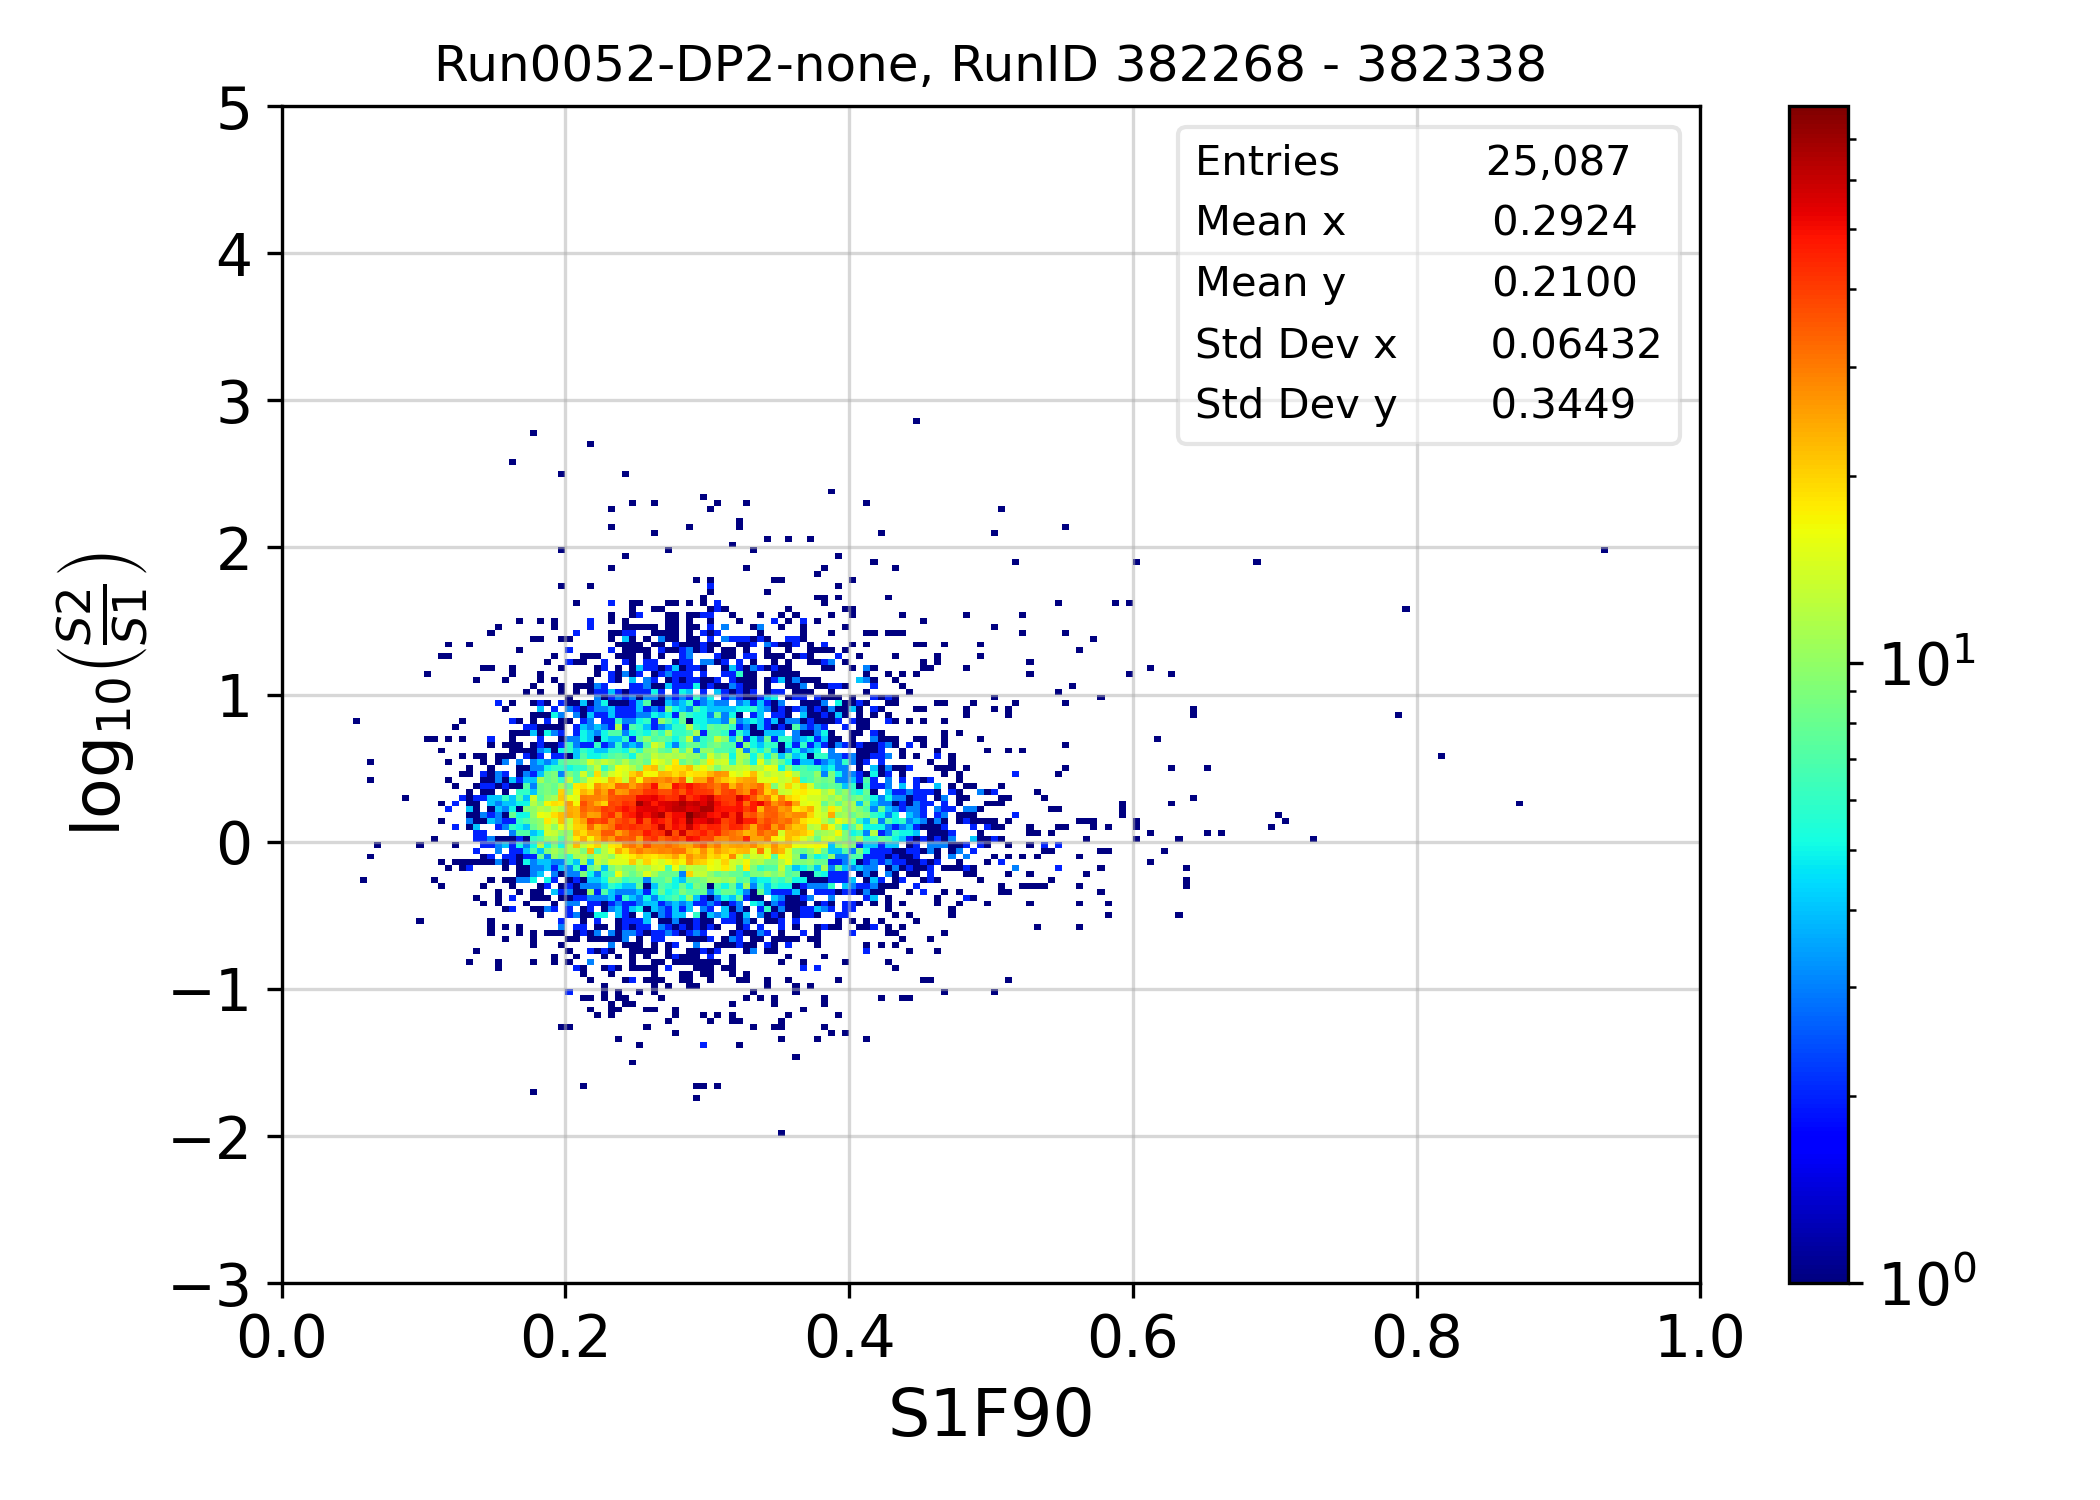 Run0052-DP2-none, RunID 382268 - 382338
Entries 25,087
Mean x 0.2924
Mean y 0.2100
Std Dev x 0.06432
Std Dev y 0.3449
5
4
3
2
1
0
−1
−2
−3
0.0 0.2 0.4 0.6 0.8 1.0
S1F90
log₁₀(S2/S1)
10¹
10⁰